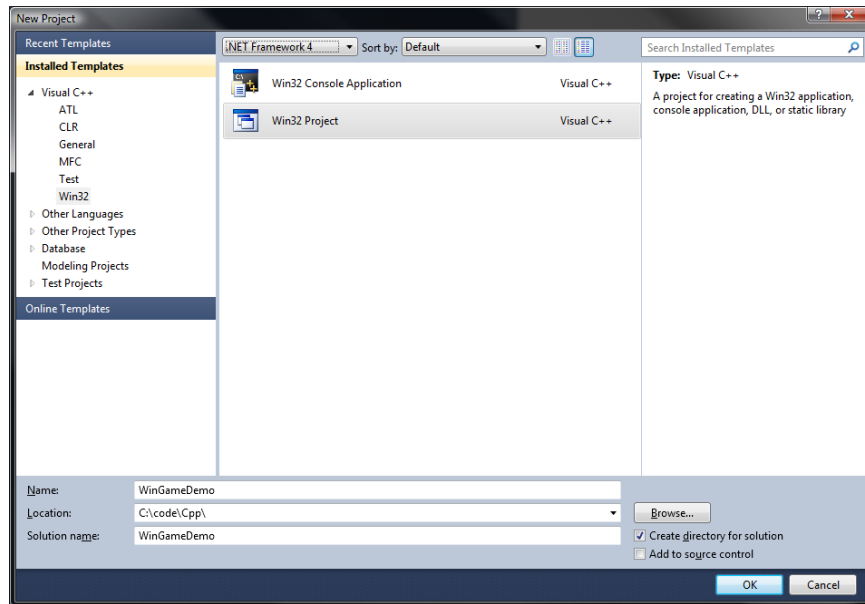 New Project
Recent Templates
Installed Templates
Visual C++
ATL
CLR
General
MFC
Test
Win32
Other Languages
Other Project Types
Database
Modeling Projects
Test Projects
Online Templates
.NET Framework 4 Sort by: Default
Win32 Console Application Visual C++
Win32 Project Visual C++
Search Installed Templates
Type: Visual C++
A project for creating a Win32 application,
console application, DLL, or static library
Name: WinGameDemo
Location: C:\code\Cpp\ Browse...
Solution name: WinGameDemo
Create directory for solution
Add to source control
OK Cancel